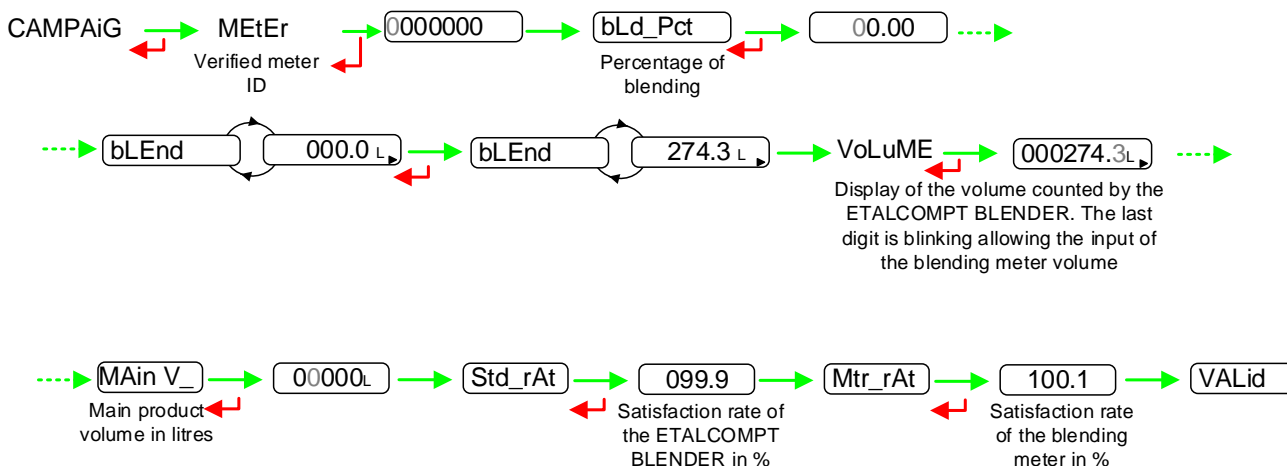 CAMPAiG MEtEr 0000000 bLd_Pct 00.00
Verified meter
ID
Percentage of
blending
bLEnd 000.0 L bLEnd 274.3 L VoLuME 000274.3L
Display of the volume counted by the
ETALCOMPT BLENDER. The last
digit is blinking allowing the input of
the blending meter volume
MAin V_ 00000L Std_rAt 099.9 Mtr_rAt 100.1 VALid
Main product
volume in litres
Satisfaction rate of
the ETALCOMPT
BLENDER in %
Satisfaction rate
of the blending
meter in %